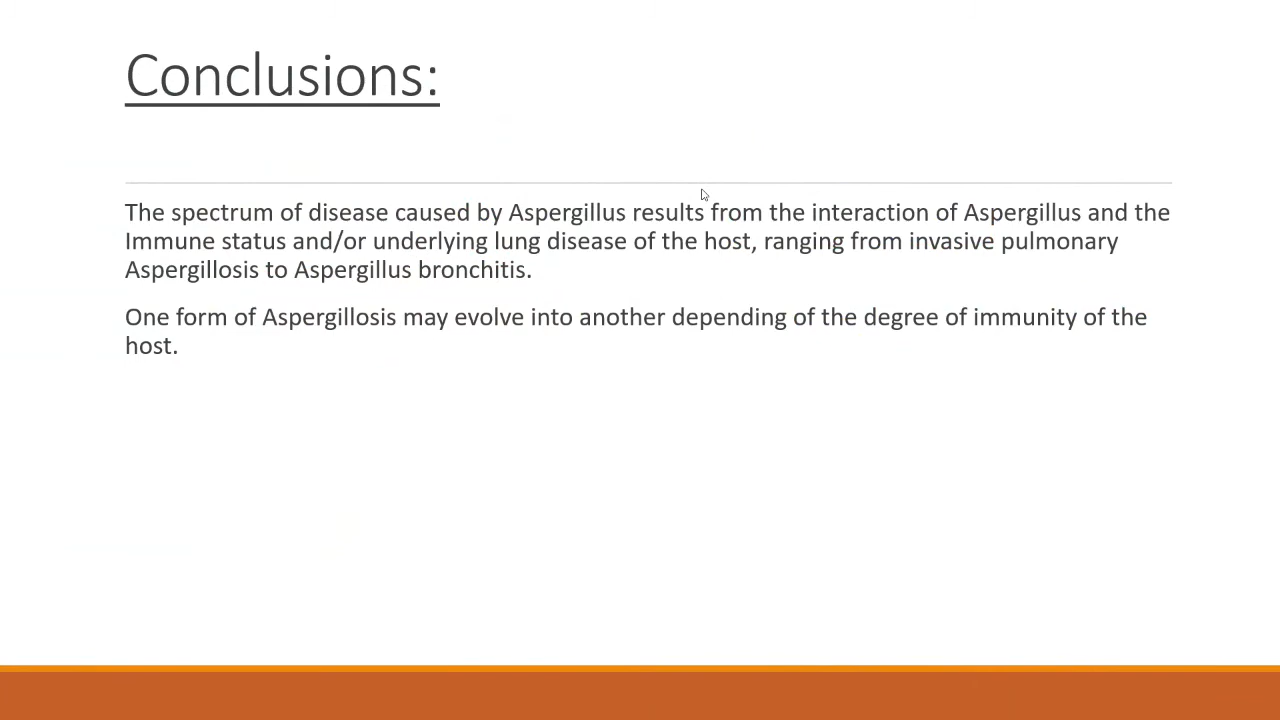 Conclusions:
The spectrum of disease caused by Aspergillus results from the interaction of Aspergillus and the
Immune status and/or underlying lung disease of the host, ranging from invasive pulmonary
Aspergillosis to Aspergillus bronchitis.
One form of Aspergillosis may evolve into another depending of the degree of immunity of the
host.